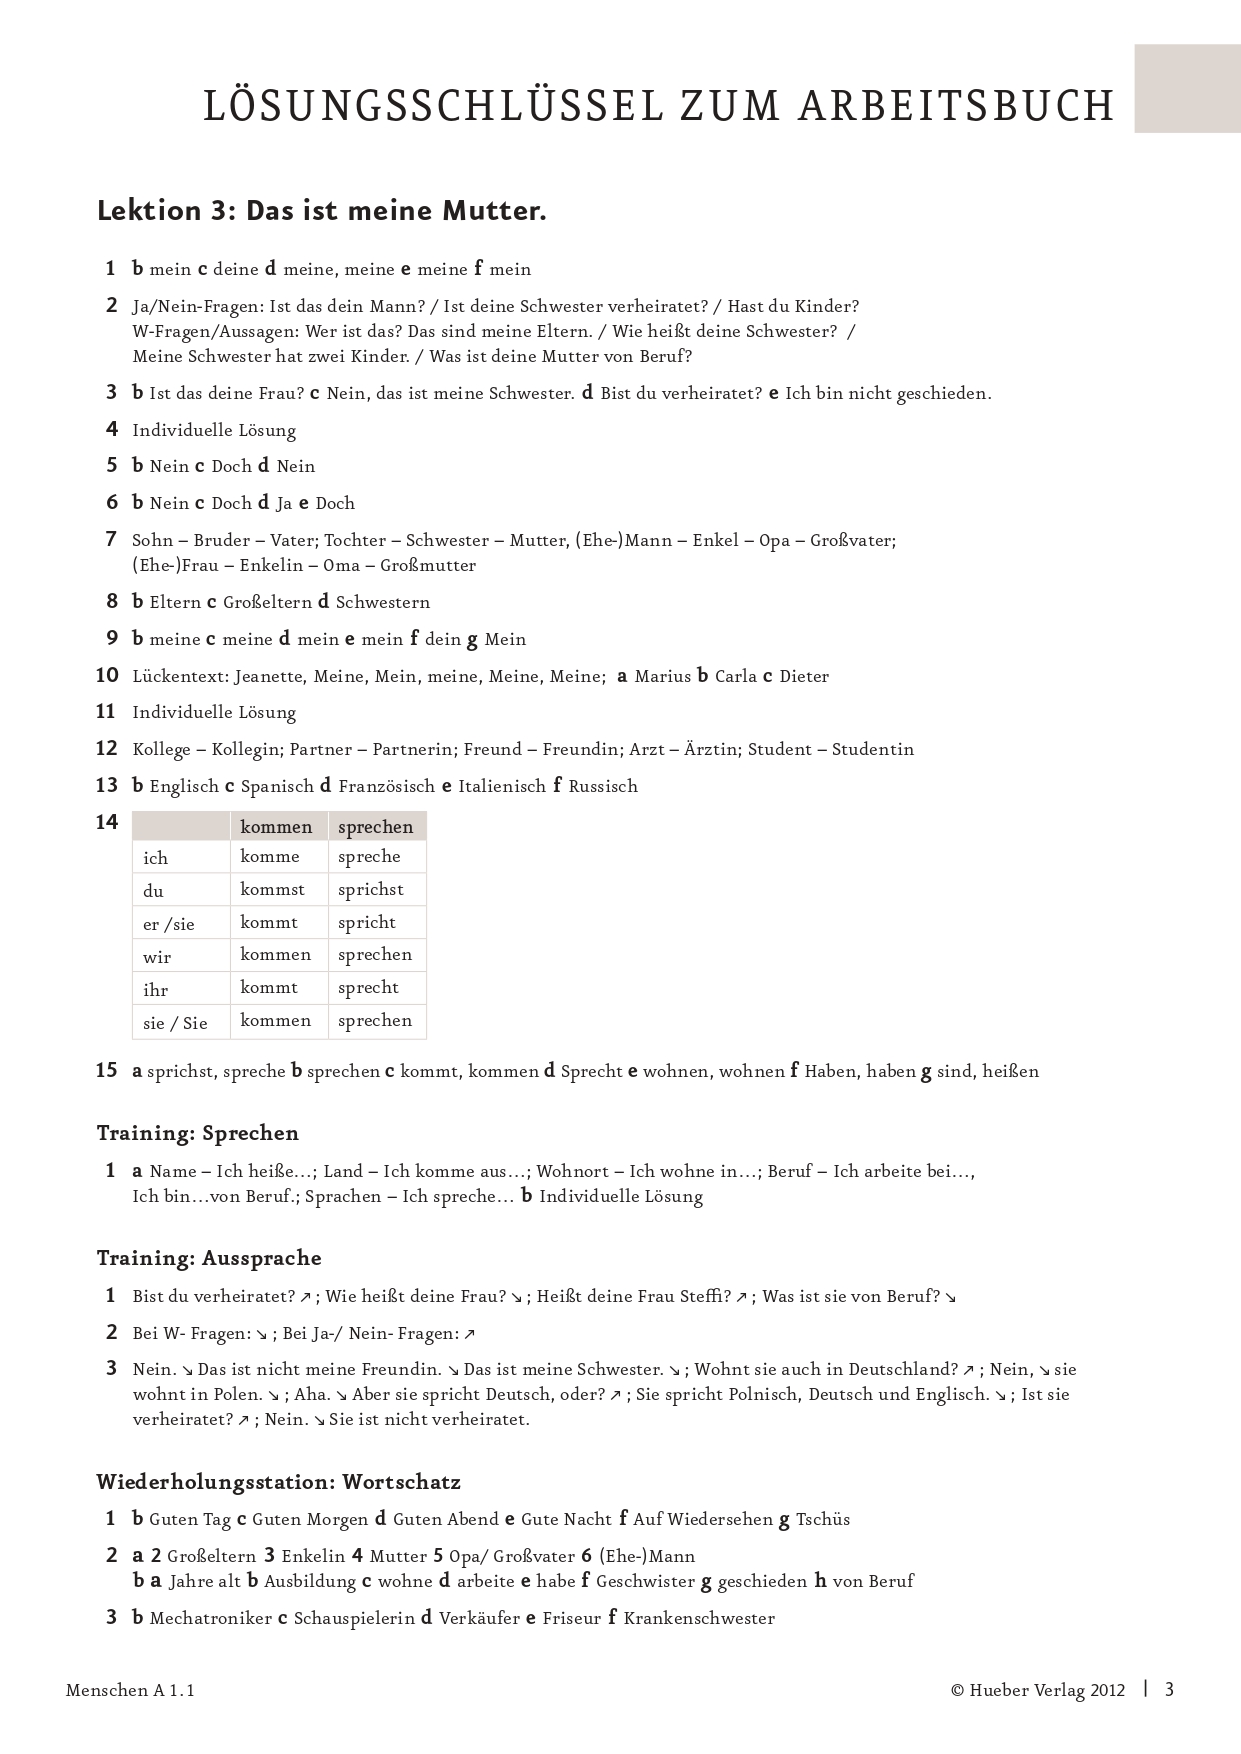 LÖSUNGSSCHLÜSSEL ZUM ARBEITSBUCH
Lektion 3: Das ist meine Mutter.
1 b mein c deine d meine, meine e meine f mein
2 Ja/Nein-Fragen: Ist das dein Mann? / Ist deine Schwester verheiratet? / Hast du Kinder?
W-Fragen/Aussagen: Wer ist das? Das sind meine Eltern. / Wie heißt deine Schwester? /
Meine Schwester hat zwei Kinder. / Was ist deine Mutter von Beruf?
3 b Ist das deine Frau? c Nein, das ist meine Schwester. d Bist du verheiratet? e Ich bin nicht geschieden.
4 Individuelle Lösung
5 b Nein c Doch d Nein
6 b Nein c Doch d Ja e Doch
7 Sohn – Bruder – Vater; Tochter – Schwester – Mutter, (Ehe-)Mann – Enkel – Opa – Großvater;
(Ehe-)Frau – Enkelin – Oma – Großmutter
8 b Eltern c Großeltern d Schwestern
9 b meine c meine d mein e mein f dein g Mein
10 Lückentext: Jeanette, Meine, Mein, meine, Meine, Meine; a Marius b Carla c Dieter
11 Individuelle Lösung
12 Kollege – Kollegin; Partner – Partnerin; Freund – Freundin; Arzt – Ärztin; Student – Studentin
13 b Englisch c Spanisch d Französisch e Italienisch f Russisch
14 kommen sprechen
ich komme spreche
du kommst sprichst
er /sie kommt spricht
wir kommen sprechen
ihr kommt sprecht
sie / Sie kommen sprechen
15 a sprichst, spreche b sprechen c kommt, kommen d Sprecht e wohnen, wohnen f Haben, haben g sind, heißen
Training: Sprechen
1 a Name – Ich heiße…; Land – Ich komme aus…; Wohnort – Ich wohne in…; Beruf – Ich arbeite bei…,
Ich bin…von Beruf.; Sprachen – Ich spreche… b Individuelle Lösung
Training: Aussprache
1 Bist du verheiratet? ↗ ; Wie heißt deine Frau? ↘ ; Heißt deine Frau Steffi? ↗ ; Was ist sie von Beruf? ↘
2 Bei W- Fragen: ↘ ; Bei Ja-/ Nein- Fragen: ↗
3 Nein. ↘ Das ist nicht meine Freundin. ↘ Das ist meine Schwester. ↘ ; Wohnt sie auch in Deutschland? ↗ ; Nein, ↘ sie
wohnt in Polen. ↘ ; Aha. ↘ Aber sie spricht Deutsch, oder? ↗ ; Sie spricht Polnisch, Deutsch und Englisch. ↘ ; Ist sie
verheiratet? ↗ ; Nein. ↘ Sie ist nicht verheiratet.
Wiederholungsstation: Wortschatz
1 b Guten Tag c Guten Morgen d Guten Abend e Gute Nacht f Auf Wiedersehen g Tschüs
2 a 2 Großeltern 3 Enkelin 4 Mutter 5 Opa/ Großvater 6 (Ehe-)Mann
b a Jahre alt b Ausbildung c wohne d arbeite e habe f Geschwister g geschieden h von Beruf
3 b Mechatroniker c Schauspielerin d Verkäufer e Friseur f Krankenschwester
Menschen A 1.1 © Hueber Verlag 2012 | 3